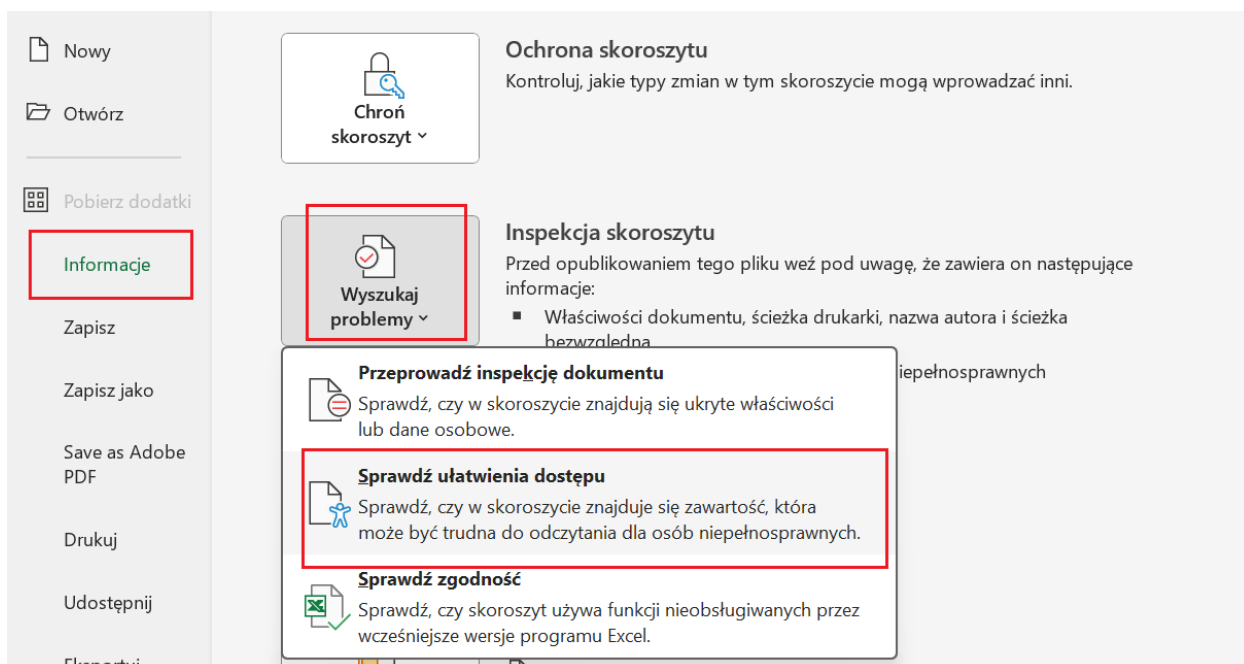 Nowy
Otwórz
Pobierz dodatki
Informacje
Zapisz
Zapisz jako
Save as Adobe
PDF
Drukuj
Udostępnij
Chroń
skoroszyt
Ochrona skoroszytu
Kontroluj, jakie typy zmian w tym skoroszycie mogą wprowadzać inni.
Wyszukaj
problemy
Inspekcja skoroszytu
Przed opublikowaniem tego pliku weź pod uwagę, że zawiera on następujące
informacje:
Właściwości dokumentu, ścieżka drukarki, nazwa autora i ścieżka
bezwzględna
iepełnosprawnych
Przeprowadź inspekcję dokumentu
Sprawdź, czy w skoroszycie znajdują się ukryte właściwości
lub dane osobowe.
Sprawdź ułatwienia dostępu
Sprawdź, czy w skoroszycie znajduje się zawartość, która
może być trudna do odczytania dla osób niepełnosprawnych.
Sprawdź zgodność
Sprawdź, czy skoroszyt używa funkcji nieobsługiwanych przez
wcześniejsze wersje programu Excel.